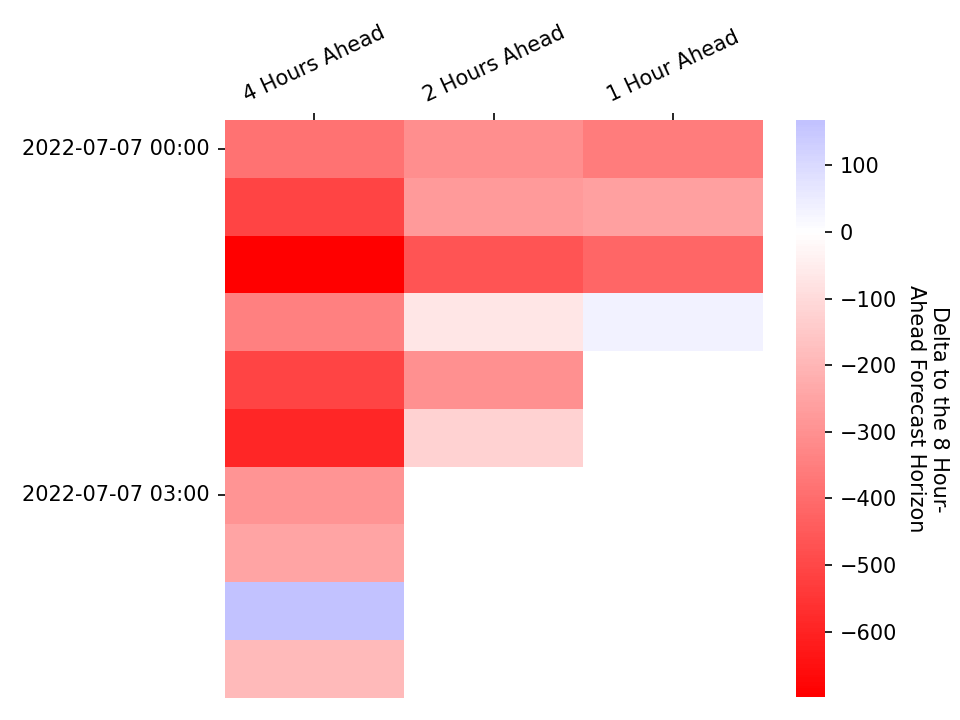 4 Hours Ahead
2 Hours Ahead
1 Hour Ahead
2022-07-07 00:00
2022-07-07 03:00
100
0
−100
−200
−300
−400
−500
−600
Delta to the 8 Hour-
Ahead Forecast Horizon